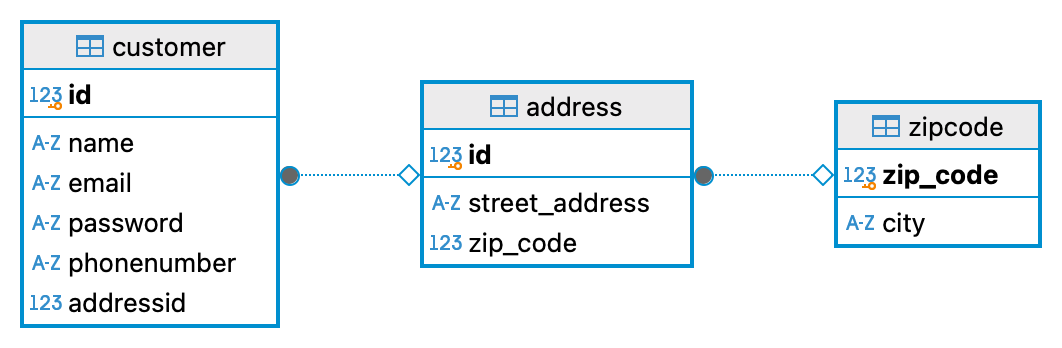 customer
123 id
A-Z name
A-Z email
A-Z password
A-Z phonenumber
123 addressid
address
123 id
A-Z street_address
123 zip_code
zipcode
123 zip_code
A-Z city